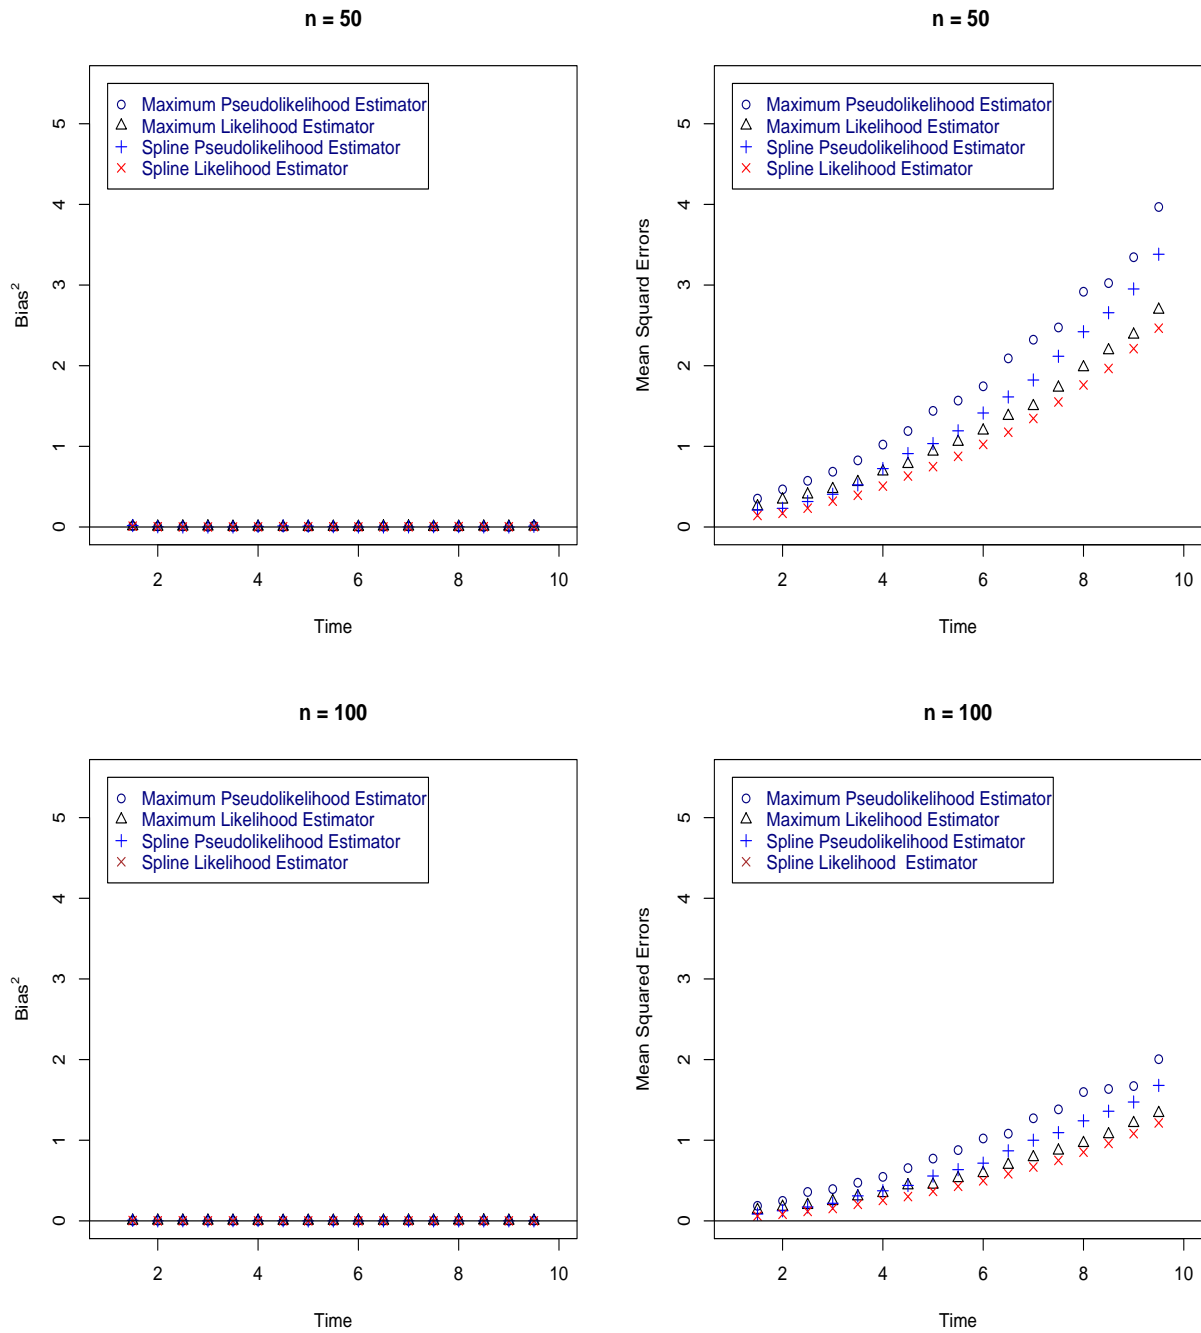 n = 50
Maximum Pseudolikelihood Estimator
Maximum Likelihood Estimator
Spline Pseudolikelihood Estimator
Spline Likelihood Estimator
Bias²
0 1 2 3 4 5
2 4 6 8 10
Time
n = 50
Maximum Pseudolikelihood Estimator
Maximum Likelihood Estimator
Spline Pseudolikelihood Estimator
Spline Likelihood Estimator
Mean Squard Errors
0 1 2 3 4 5
2 4 6 8 10
Time
n = 100
Maximum Pseudolikelihood Estimator
Maximum Likelihood Estimator
Spline Pseudolikelihood Estimator
Spline Likelihood Estimator
Bias²
0 1 2 3 4 5
2 4 6 8 10
Time
n = 100
Maximum Pseudolikelihood Estimator
Maximum Likelihood Estimator
Spline Pseudolikelihood Estimator
Spline Likelihood  Estimator
Mean Squared Errors
0 1 2 3 4 5
2 4 6 8 10
Time